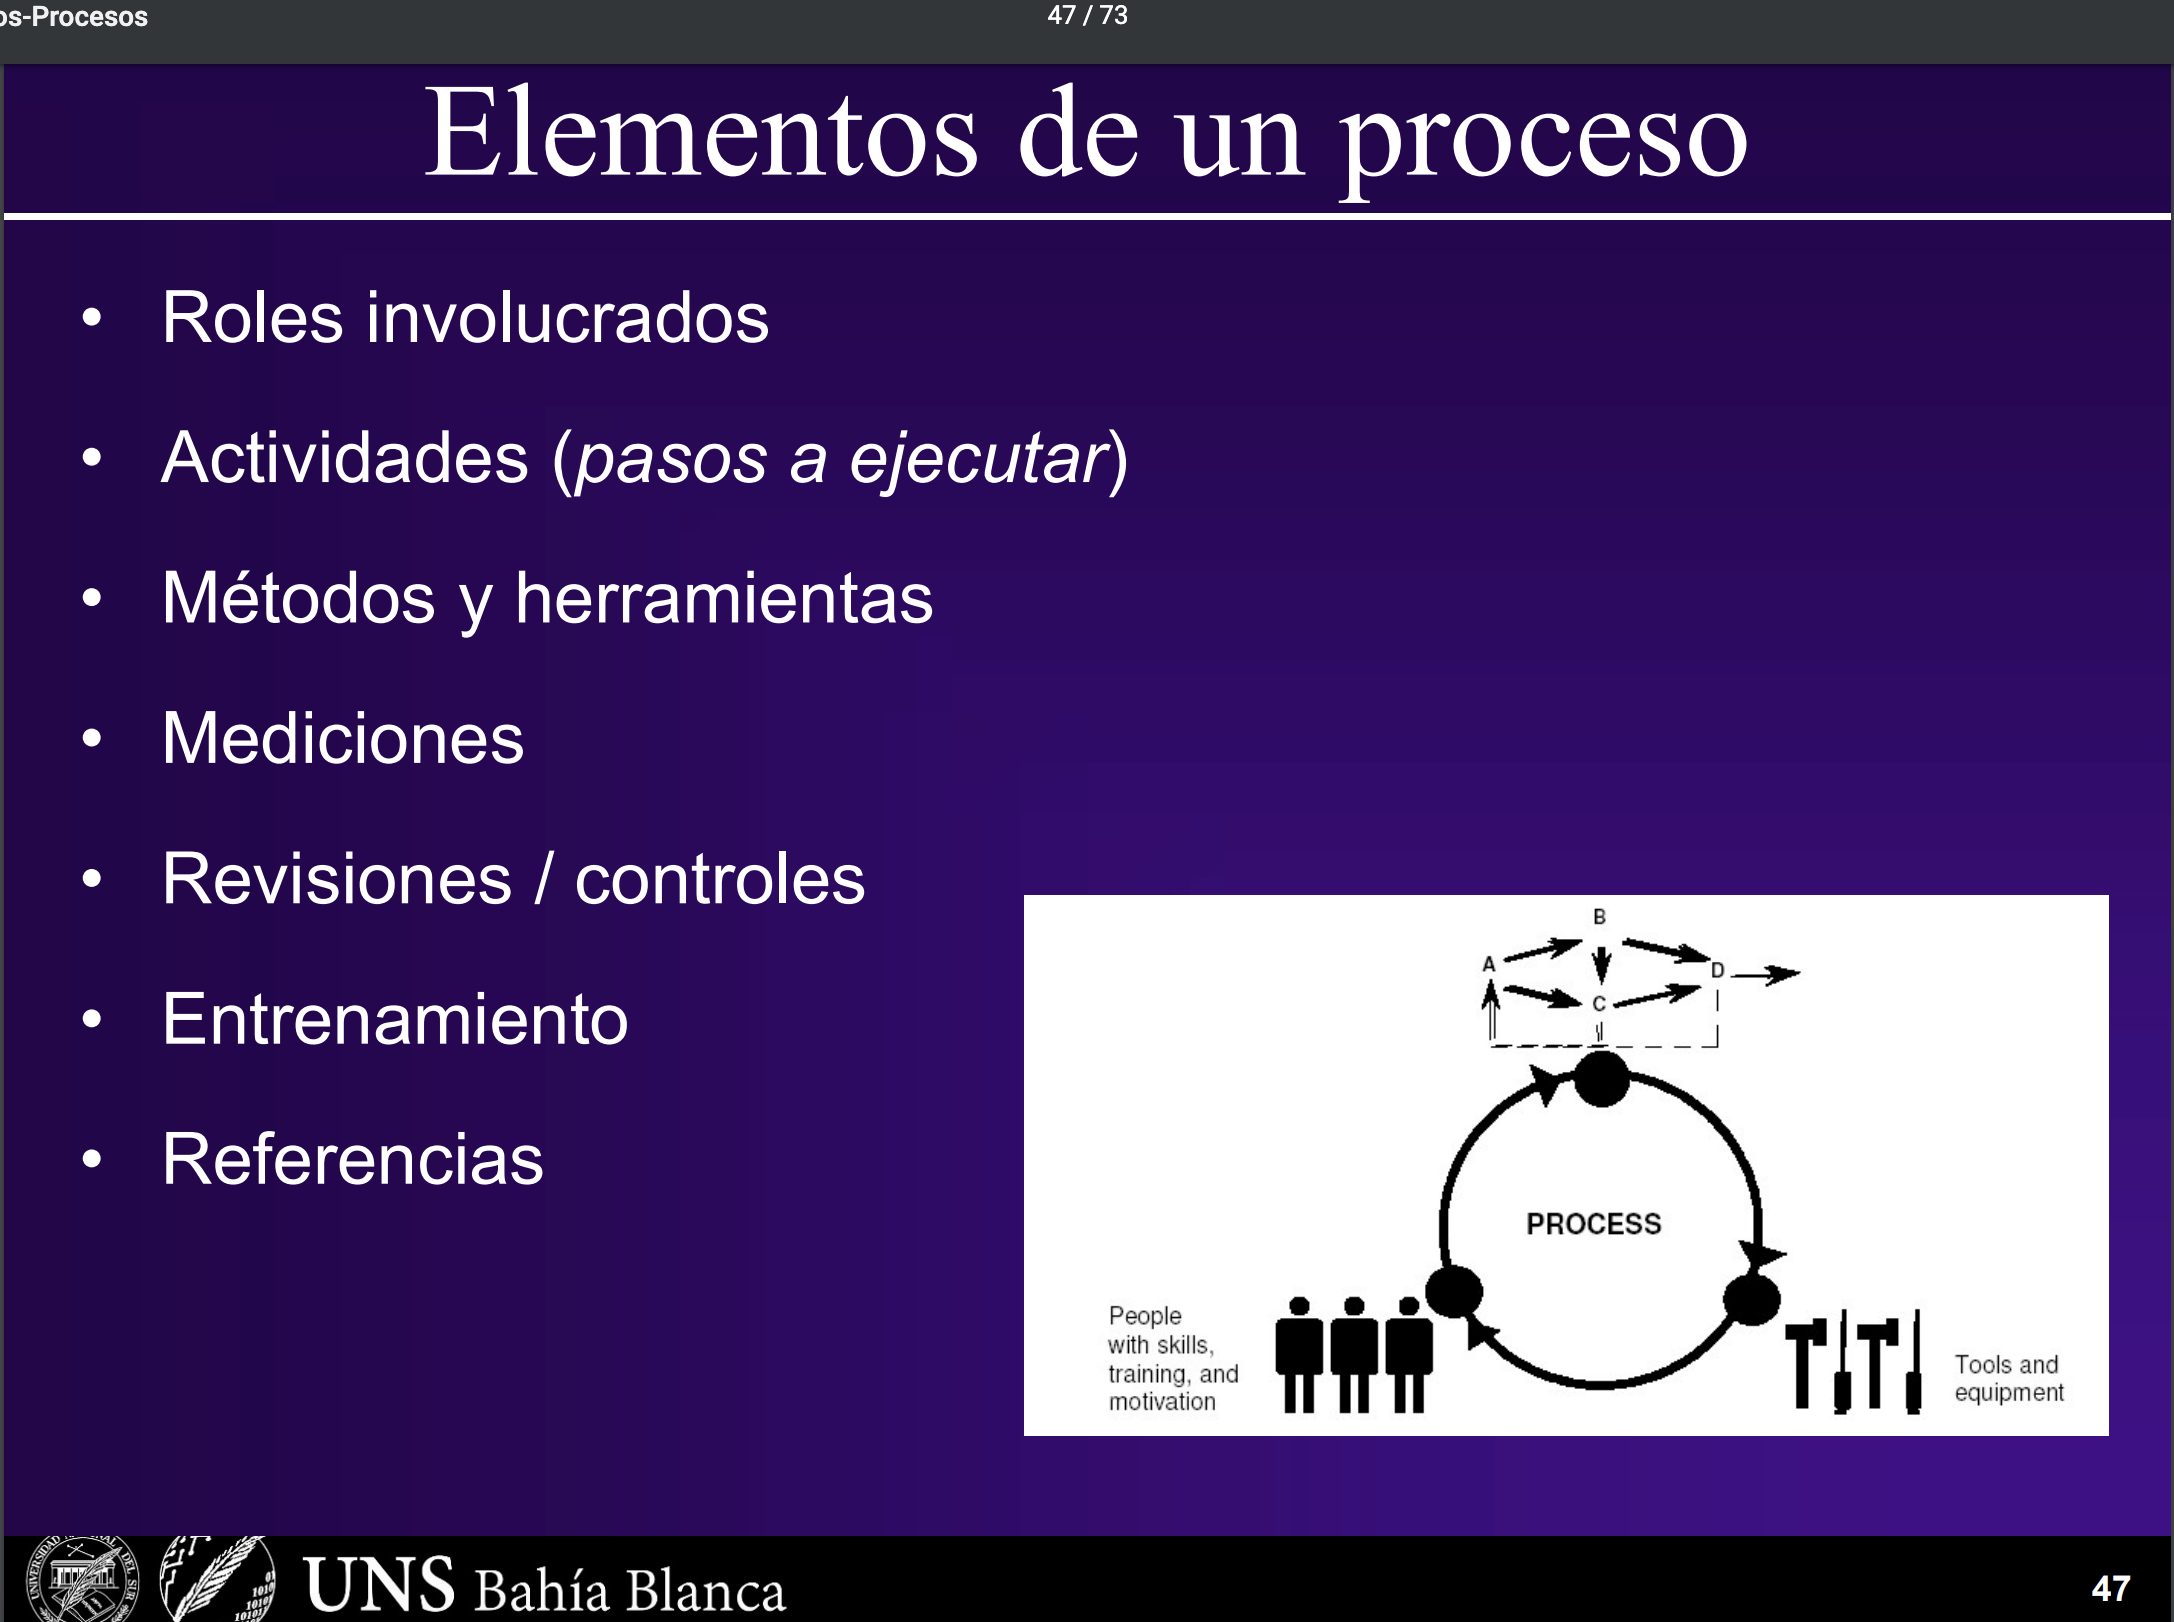 os-Procesos
47 / 73
Elementos de un proceso
• Roles involucrados
• Actividades (pasos a ejecutar)
• Métodos y herramientas
• Mediciones
• Revisiones / controles
• Entrenamiento
• Referencias
B
A
D
C
PROCESS
People
with skills,
training, and
motivation
Tools and
equipment
UNS Bahía Blanca
47